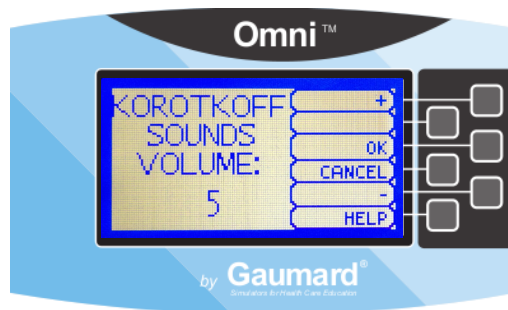 Omni™
KOROTKOFF
SOUNDS
VOLUME:
5
+
OK
CANCEL
-
HELP
by Gaumard®
Simulators for Health Care Education